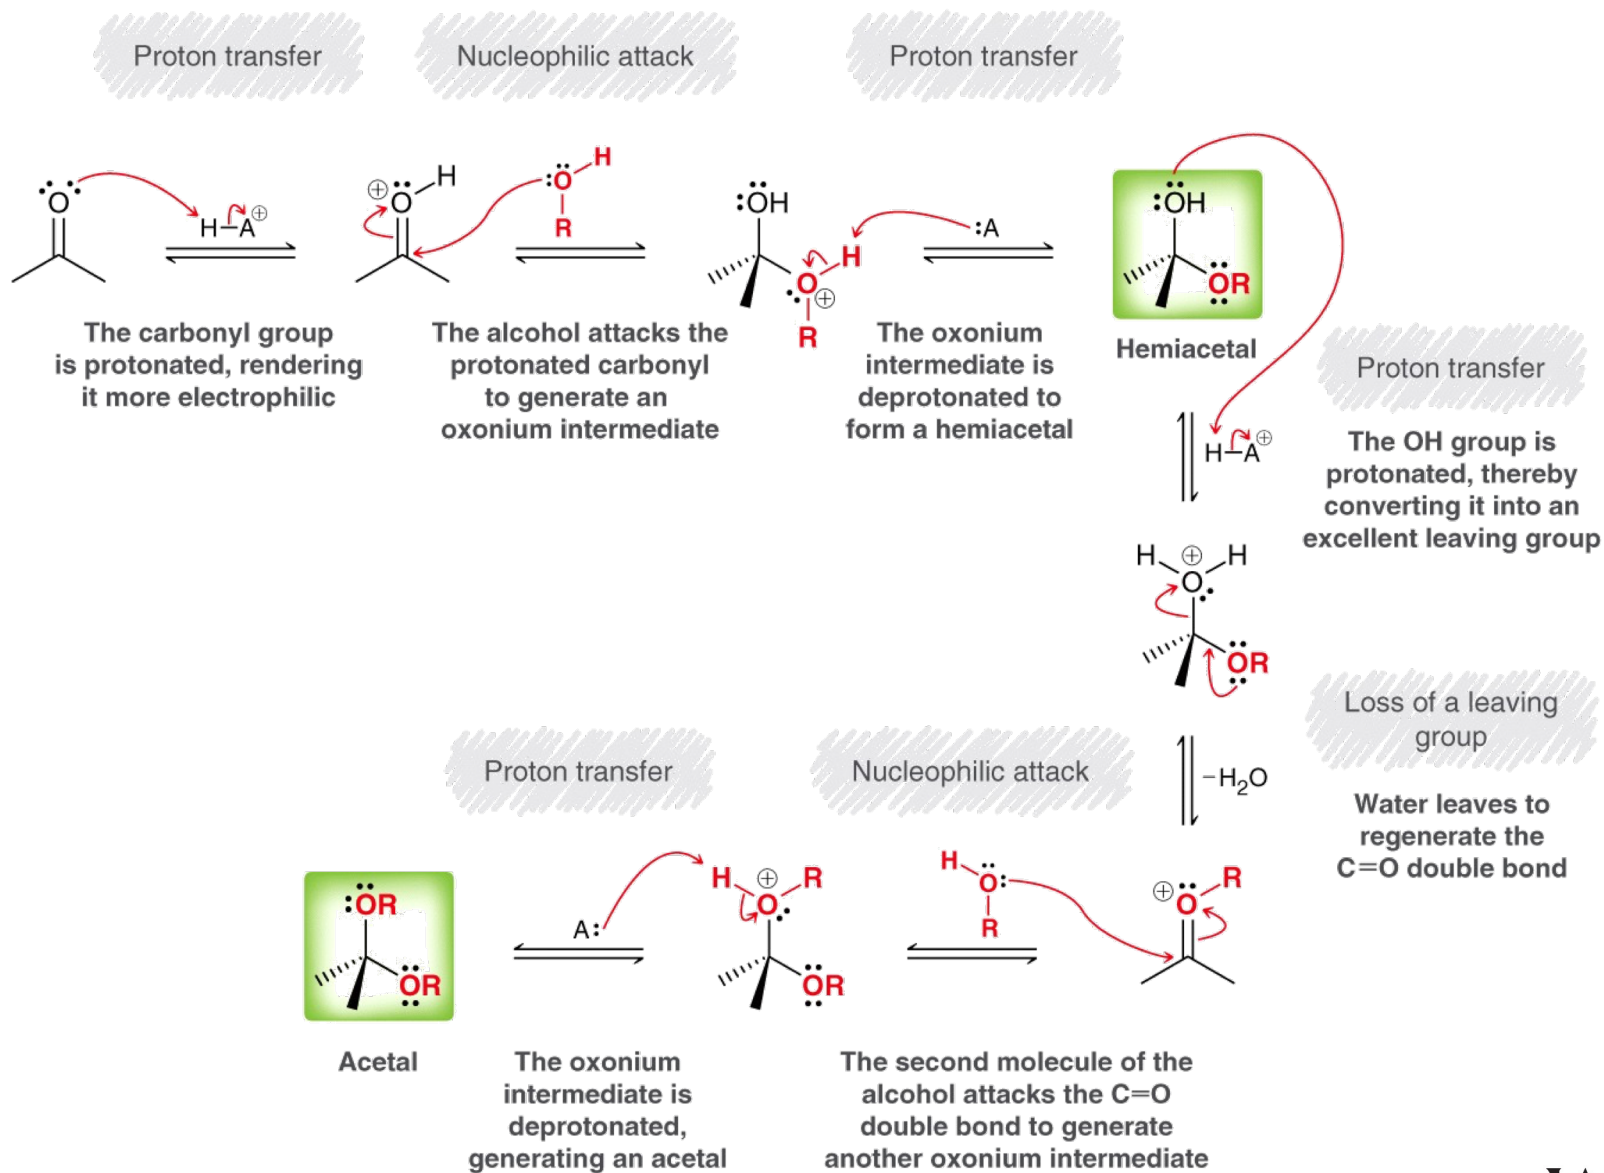 Proton transfer
Nucleophilic attack
Proton transfer
O
H–A⊕
⊕
O
H
H
:O
R
:OH
H
O
⊕
R
:A
:OH
OR
The carbonyl group
is protonated, rendering
it more electrophilic
The alcohol attacks the
protonated carbonyl
to generate an
oxonium intermediate
The oxonium
intermediate is
deprotonated to
form a hemiacetal
Hemiacetal
Proton transfer
H–A⊕
The OH group is
protonated, thereby
converting it into an
excellent leaving group
H ⊕ H
O
OR
Loss of a leaving
group
–H₂O
Water leaves to
regenerate the
C=O double bond
Proton transfer
Nucleophilic attack
:OR
OR
A:
H ⊕ R
O
OR
H
O:
R
⊕
R
O
Acetal
The oxonium
intermediate is
deprotonated,
generating an acetal
The second molecule of the
alcohol attacks the C=O
double bond to generate
another oxonium intermediate